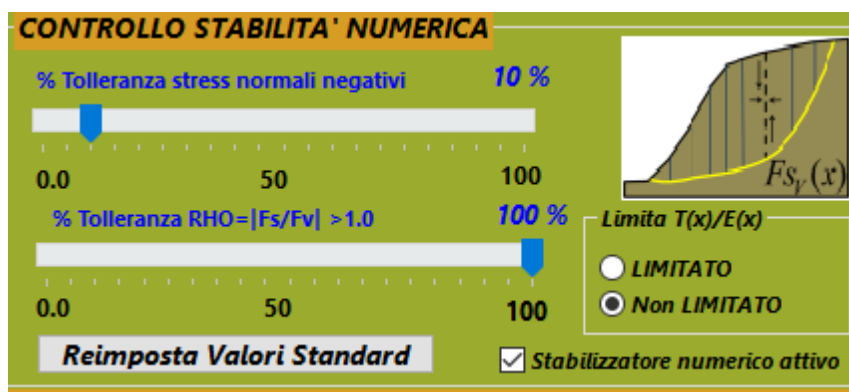 CONTROLLO STABILITA' NUMERICA
% Tolleranza stress normali negativi 10 %
0.0 50 100
% Tolleranza RHO=|Fs/Fv| >1.0 100 %
0.0 50 100
Reimposta Valori Standard
Fs_V(x)
Limita T(x)/E(x)
LIMITATO
Non LIMITATO
Stabilizzatore numerico attivo